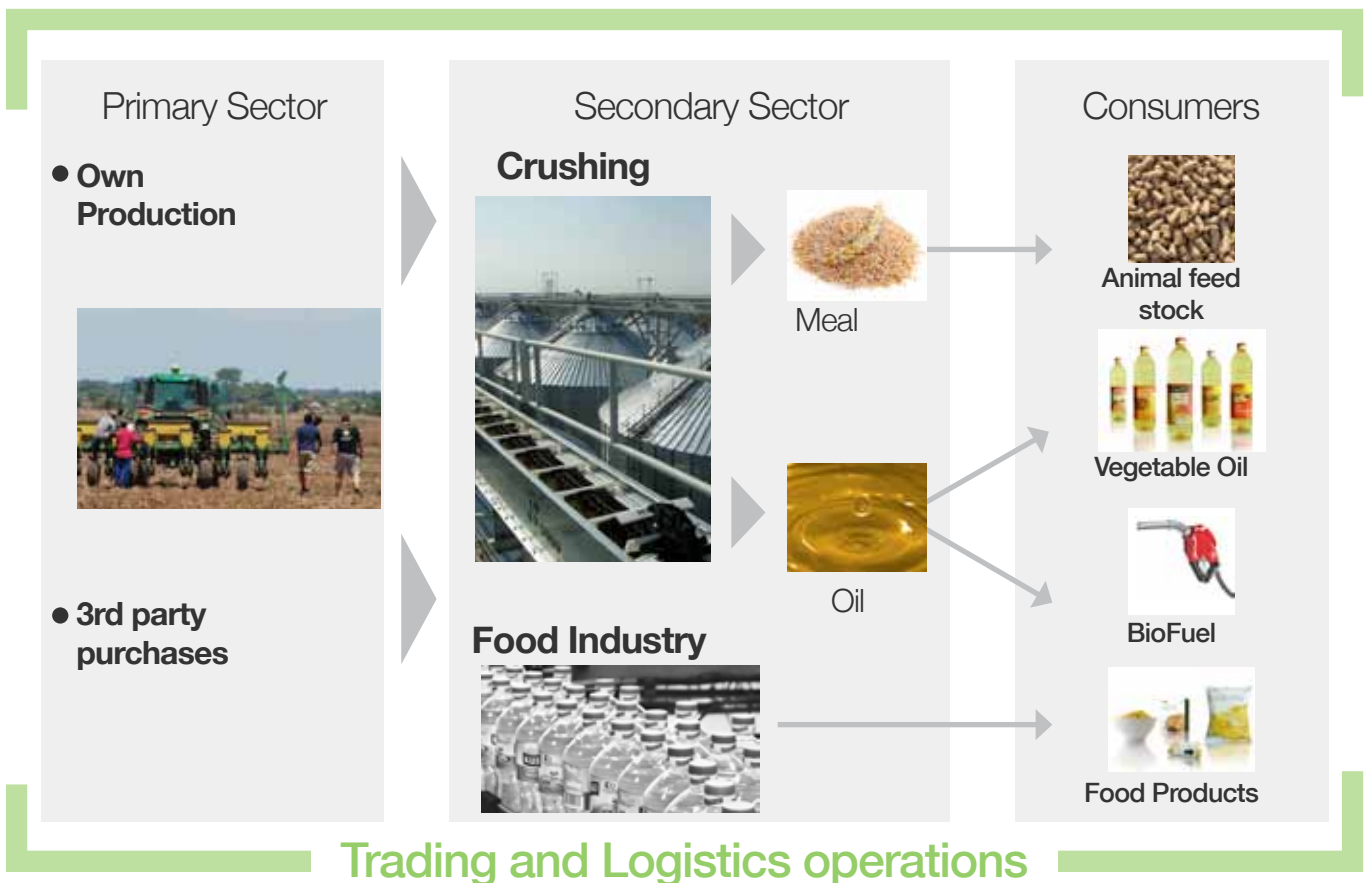 Primary Sector
● Own
Production
● 3rd party
purchases
Secondary Sector
Crushing
Meal
Oil
Food Industry
Consumers
Animal feed
stock
Vegetable Oil
BioFuel
Food Products
Trading and Logistics operations